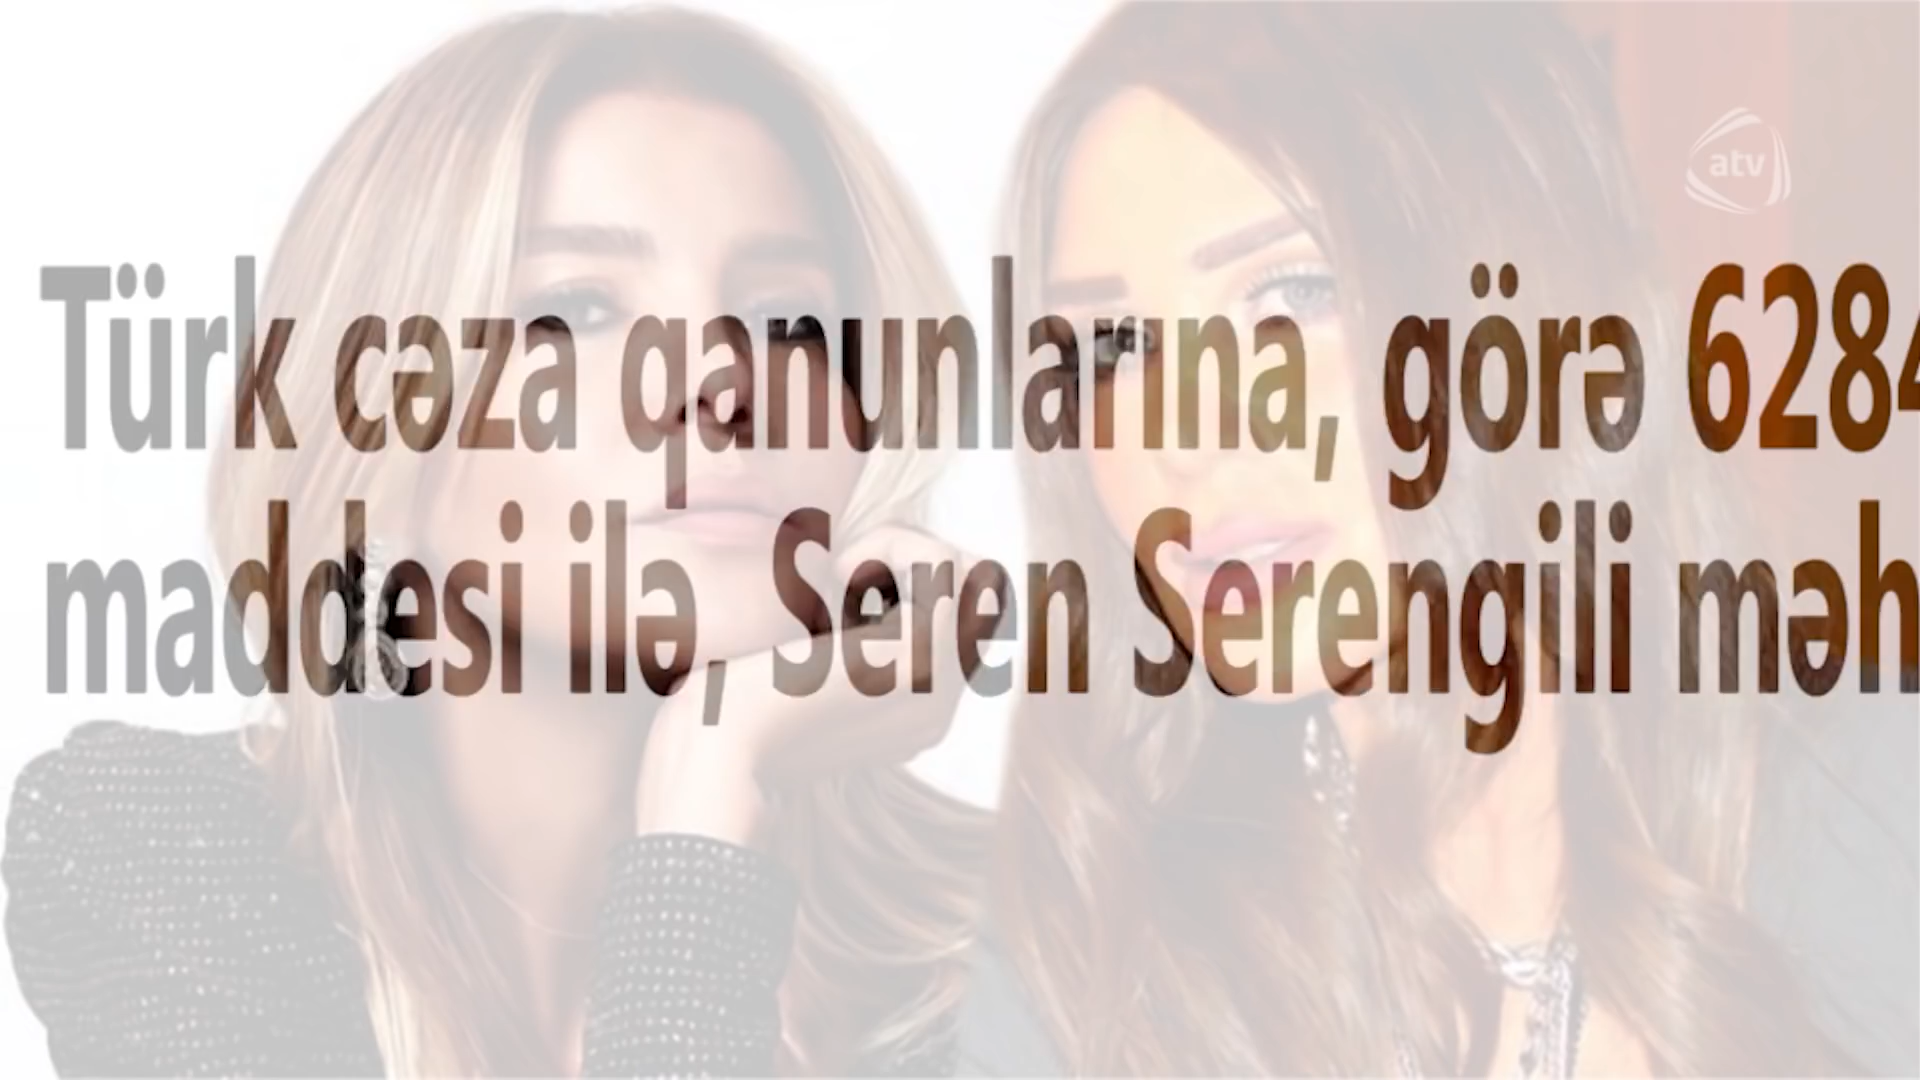 atv
Türk cəza qanunlarına, görə 6284
maddesi ilə, Seren Serengili məh